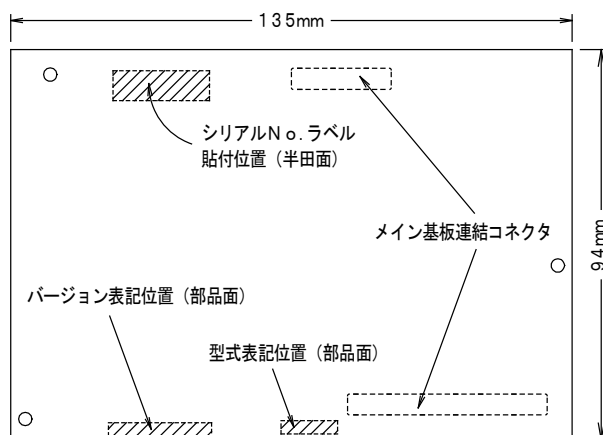 135mm
シリアルNo.ラベル
貼付位置（半田面）
メイン基板連結コネクタ
94mm
バージョン表記位置（部品面）
型式表記位置（部品面）